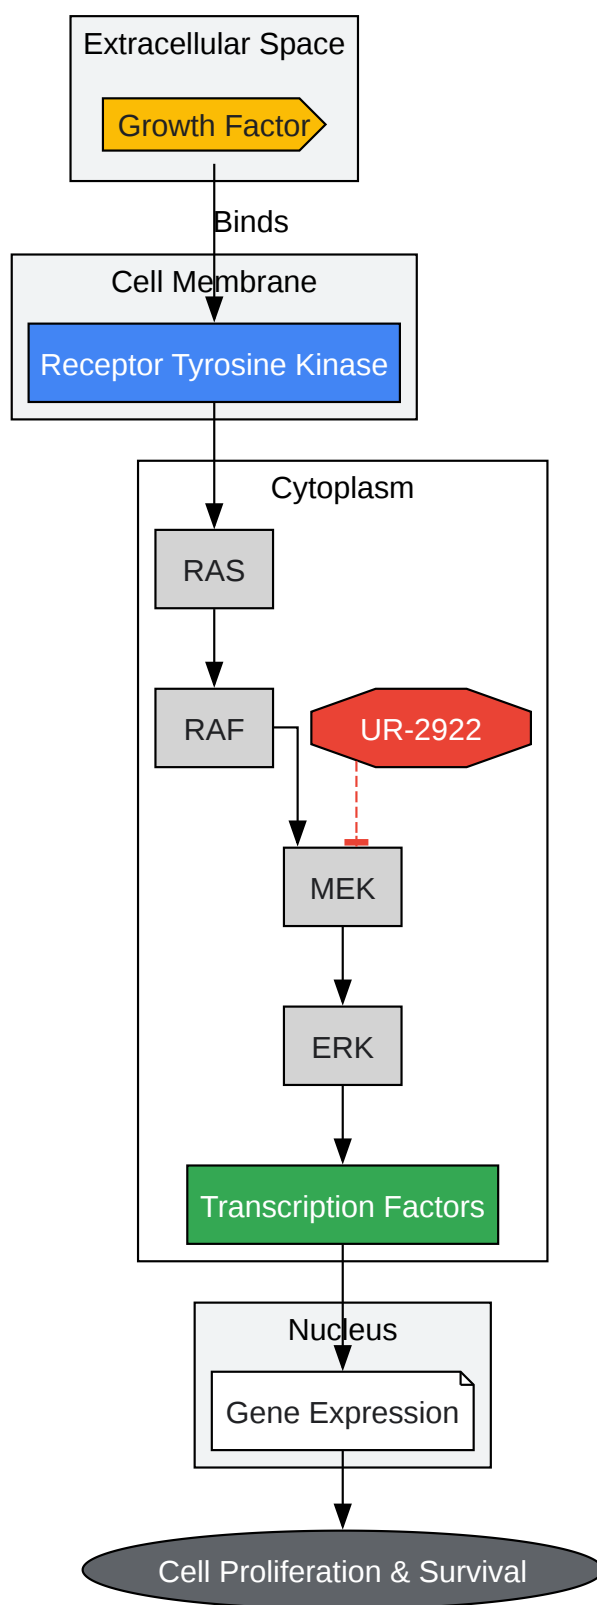 Extracellular Space
Growth Factor
Binds
Cell Membrane
Receptor Tyrosine Kinase
Cytoplasm
RAS
RAF
UR-2922
MEK
ERK
Transcription Factors
Nucleus
Gene Expression
Cell Proliferation & Survival